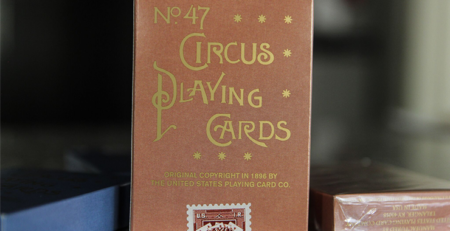 No. 47
CIRCUS
PLAYING
CARDS
ORIGINAL COPYRIGHT IN 1896 BY
THE UNITED STATES PLAYING CARD CO.